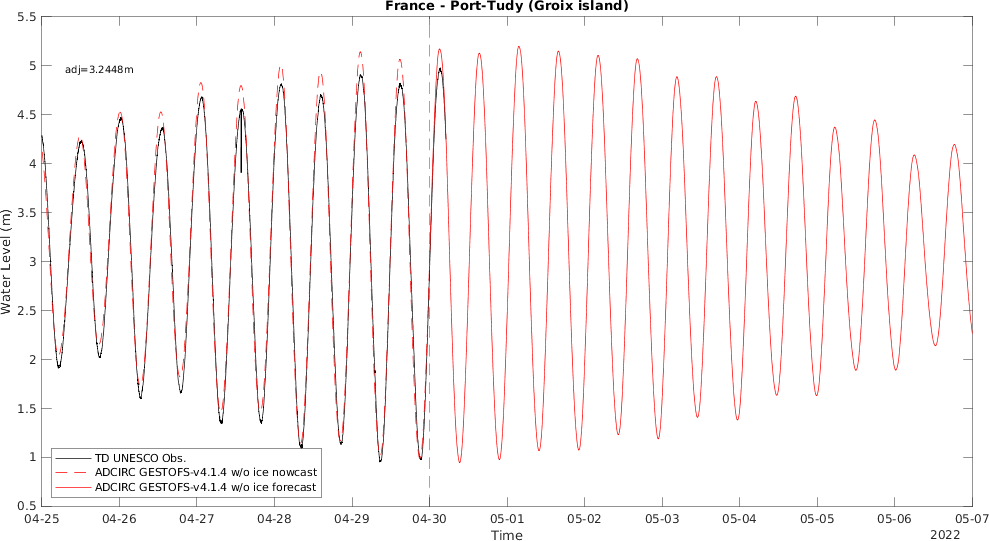 France - Port-Tudy (Groix island)
5.5
5
4.5
4
3.5
3
2.5
2
1.5
1
0.5
Water Level (m)
adj=3.2448m
TD UNESCO Obs.
ADCIRC GESTOFS-v4.1.4 w/o ice nowcast
ADCIRC GESTOFS-v4.1.4 w/o ice forecast
04-25 04-26 04-27 04-28 04-29 04-30 05-01 05-02 05-03 05-04 05-05 05-06 05-07
Time
2022